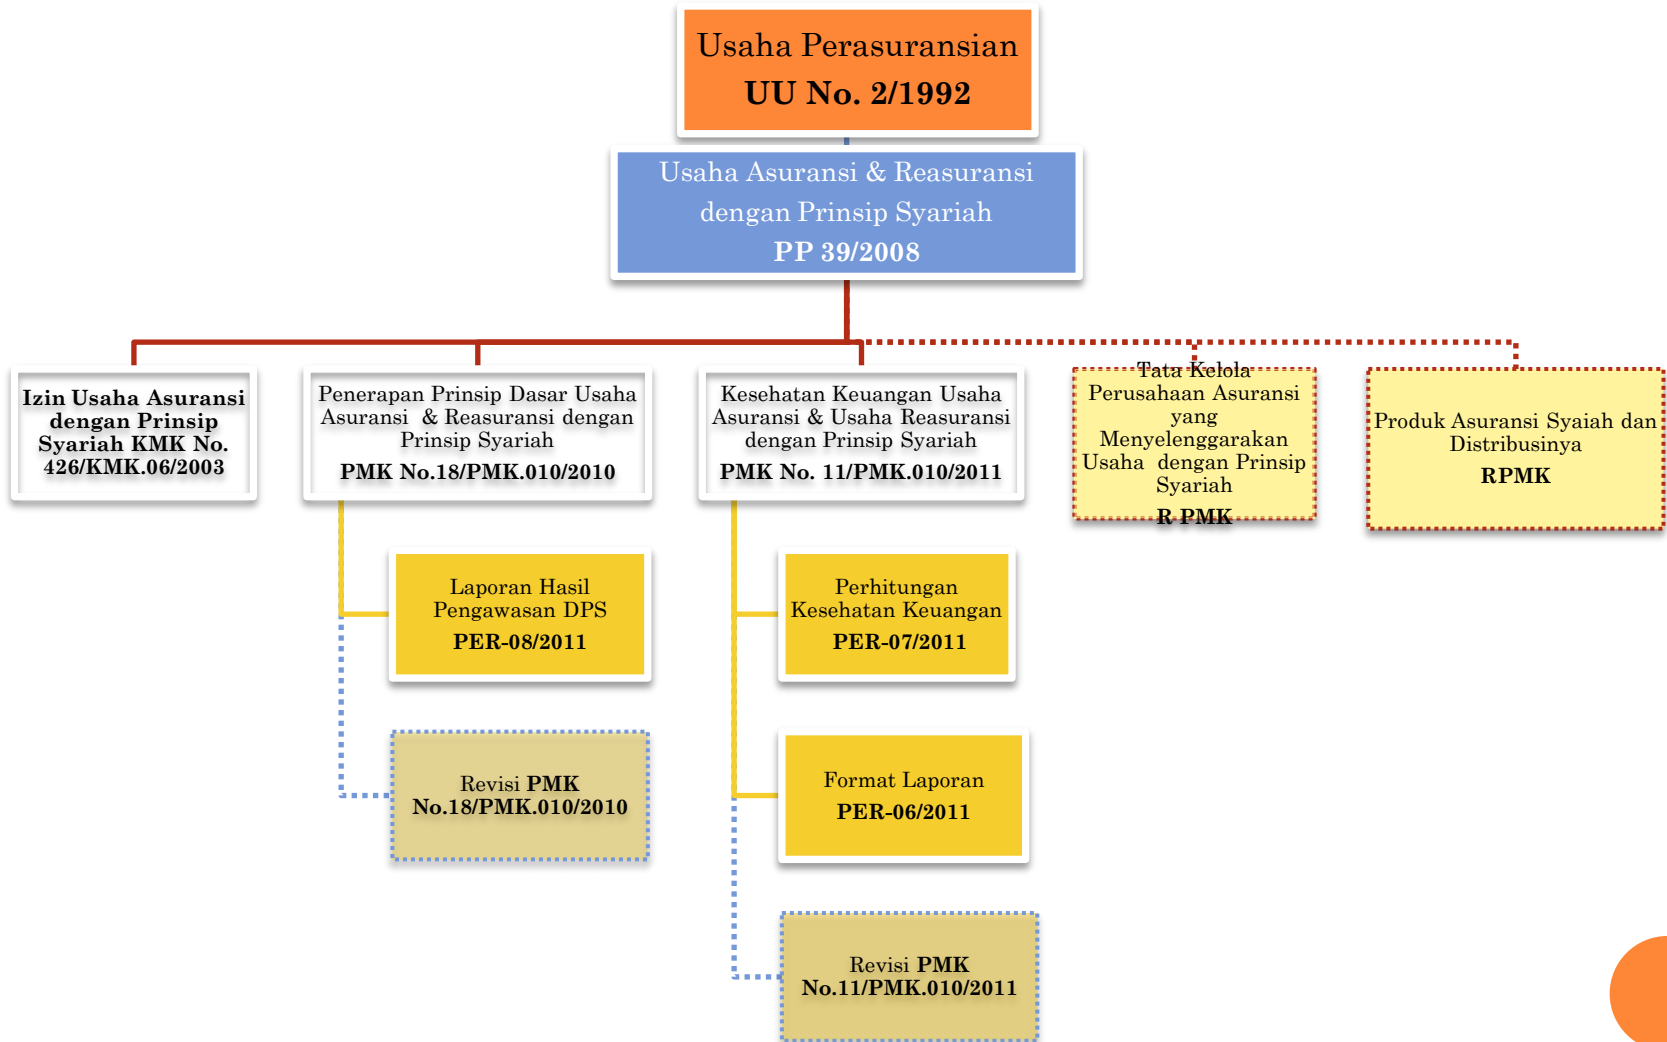 Usaha Perasuransian
UU No. 2/1992
Usaha Asuransi & Reasuransi
dengan Prinsip Syariah
PP 39/2008
Izin Usaha Asuransi
dengan Prinsip
Syariah KMK No.
426/KMK.06/2003
Penerapan Prinsip Dasar Usaha
Asuransi & Reasuransi dengan
Prinsip Syariah
PMK No.18/PMK.010/2010
Kesehatan Keuangan Usaha
Asuransi & Usaha Reasuransi
dengan Prinsip Syariah
PMK No. 11/PMK.010/2011
Tata Kelola
Perusahaan Asuransi
yang
Menyelenggarakan
Usaha dengan Prinsip
Syariah
R PMK
Produk Asuransi Syaiah dan
Distribusinya
RPMK
Laporan Hasil
Pengawasan DPS
PER-08/2011
Perhitungan
Kesehatan Keuangan
PER-07/2011
Revisi PMK
No.18/PMK.010/2010
Format Laporan
PER-06/2011
Revisi PMK
No.11/PMK.010/2011